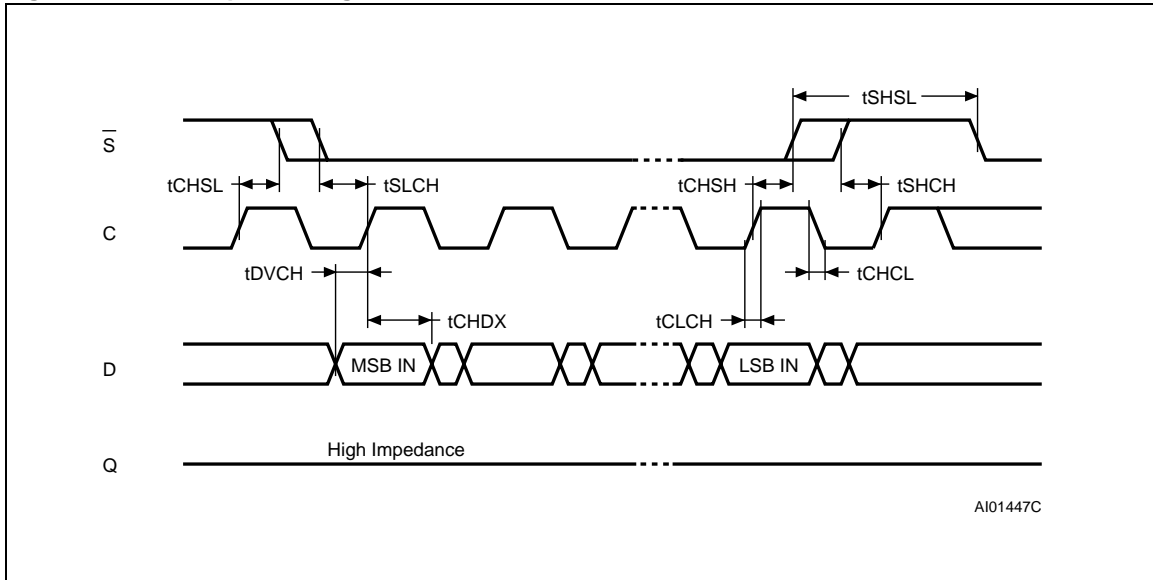 tSHSL
S̅
tCHSL
tSLCH
tCHSH
tSHCH
C
tDVCH
tCHCL
tCHDX
tCLCH
D
MSB IN
LSB IN
High Impedance
Q
AI01447C